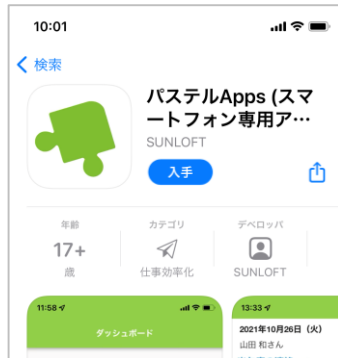 10:01
検索
パステルApps (スマ
ートフォン専用ア…
SUNLOFT
入手
年齢
カテゴリ
デベロッパ
17+
歳
仕事効率化
SUNLOFT
11:58
ダッシュボード
13:33
2021年10月26日（火）
山田 和さん